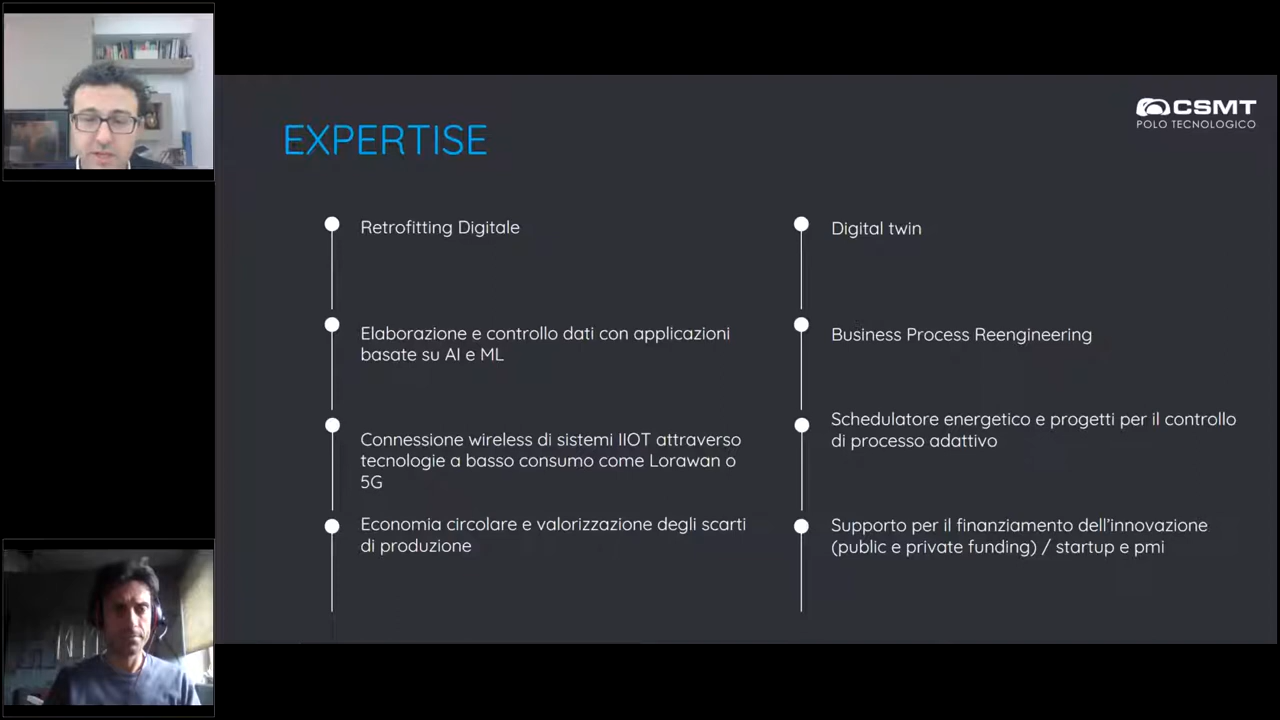 CSMT
POLO TECNOLOGICO
EXPERTISE
Retrofitting Digitale
Elaborazione e controllo dati con applicazioni
basate su AI e ML
Connessione wireless di sistemi IIOT attraverso
tecnologie a basso consumo come Lorawan o
5G
Economia circolare e valorizzazione degli scarti
di produzione
Digital twin
Business Process Reengineering
Schedulatore energetico e progetti per il controllo
di processo adattivo
Supporto per il finanziamento dell'innovazione
(public e private funding) / startup e pmi